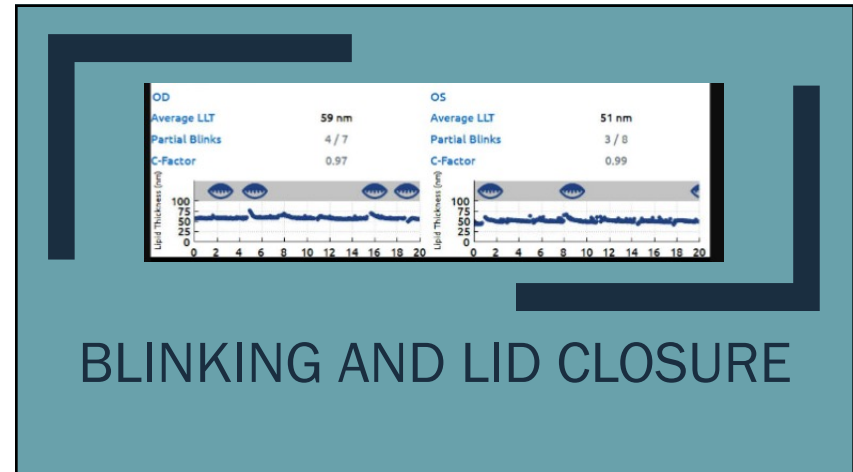 OD
Average LLT 59 nm
Partial Blinks 4 / 7
C-Factor 0.97
Lipid Thickness (nm)
100
75
50
25
0
0 2 4 6 8 10 12 14 16 18 20
OS
Average LLT 51 nm
Partial Blinks 3 / 8
C-Factor 0.99
Lipid Thickness (nm)
100
75
50
25
0
0 2 4 6 8 10 12 14 16 18 20
BLINKING AND LID CLOSURE